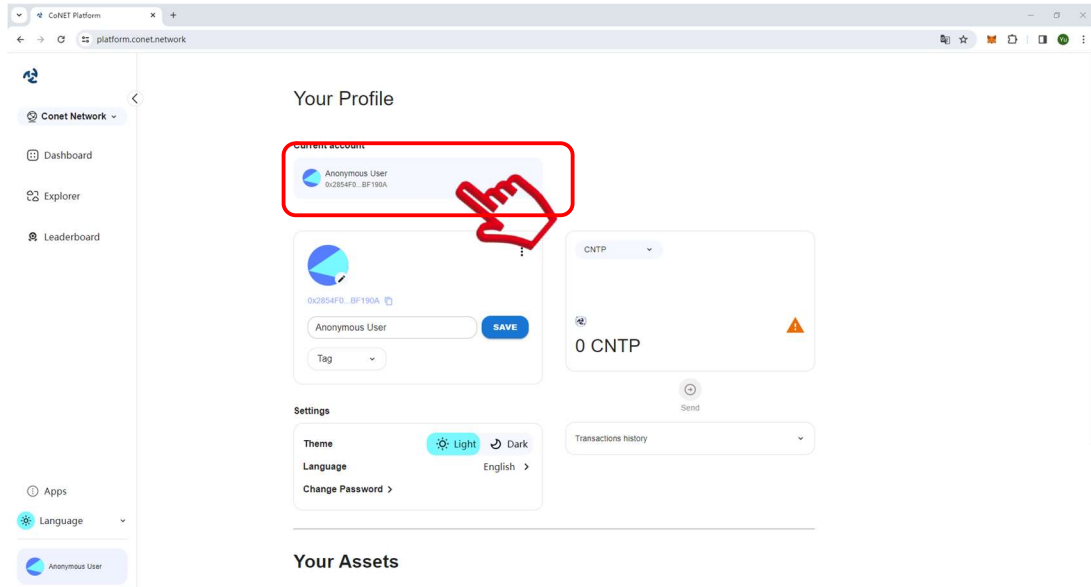 CoNET Platform
platform.conet.network
Yu
Conet Network
Dashboard
Explorer
Leaderboard
Apps
Language
Anonymous User
Your Profile
Current account
Anonymous User
0x2854F0...BF190A
0x2854F0...BF190A
Anonymous User
SAVE
Tag
CNTP
0 CNTP
Send
Transactions history
Settings
Theme
Light
Dark
Language
English
Change Password
Your Assets